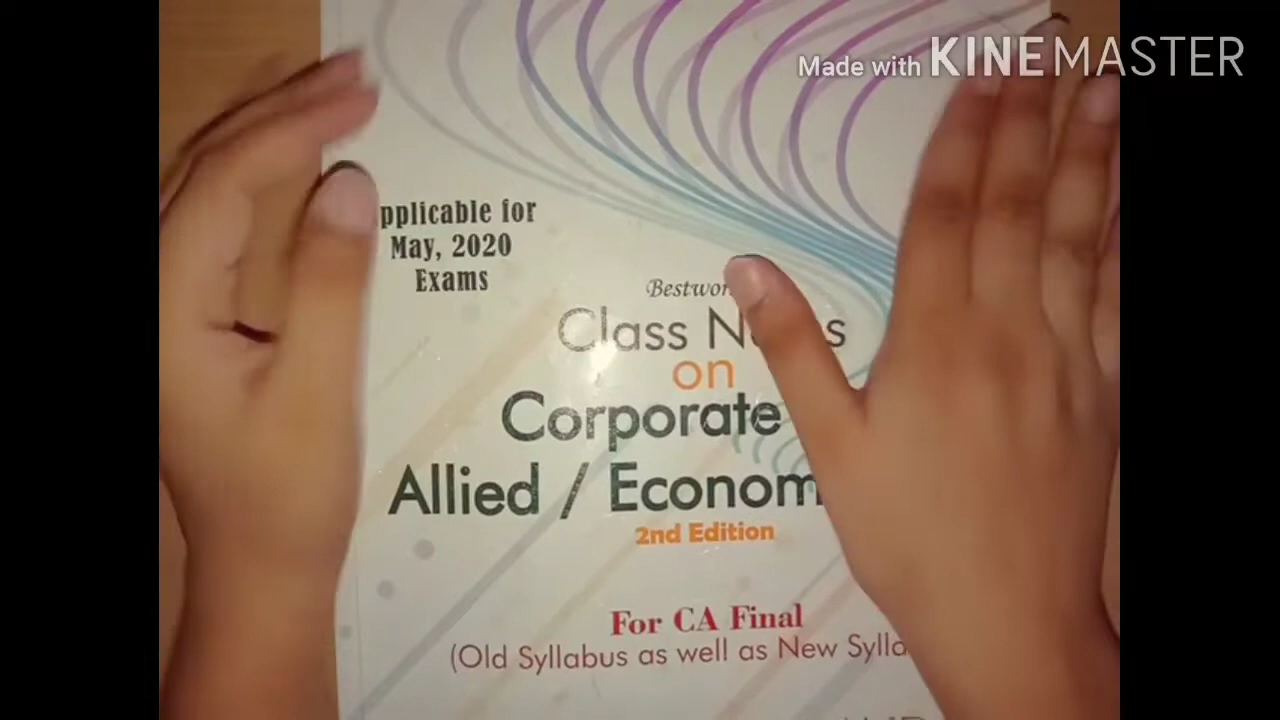 Made with KINEMASTER
pplicable for
May, 2020
Exams
Class
on
Corporate
Allied / Econom
2nd Edition
For CA Final
(Old Syllabus as well as New Sylla